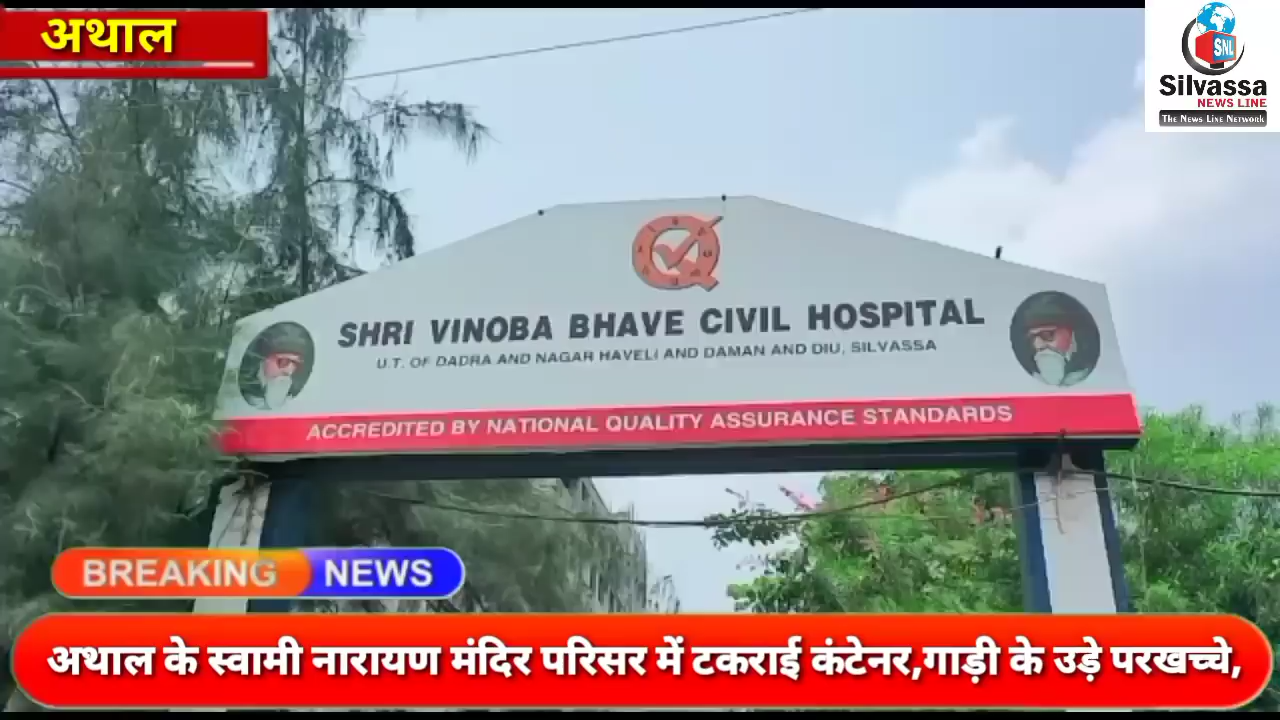 अथाल
SNL
Silvassa
NEWS LINE
The News Line Network
SHRI VINOBA BHAVE CIVIL HOSPITAL
U.T. OF DADRA AND NAGAR HAVELI AND DAMAN AND DIU, SILVASSA
ACCREDITED BY NATIONAL QUALITY ASSURANCE STANDARDS
BREAKING NEWS
अथाल के स्वामी नारायण मंदिर परिसर में टकराई कंटेनर,गाड़ी के उड़े परखच्चे,